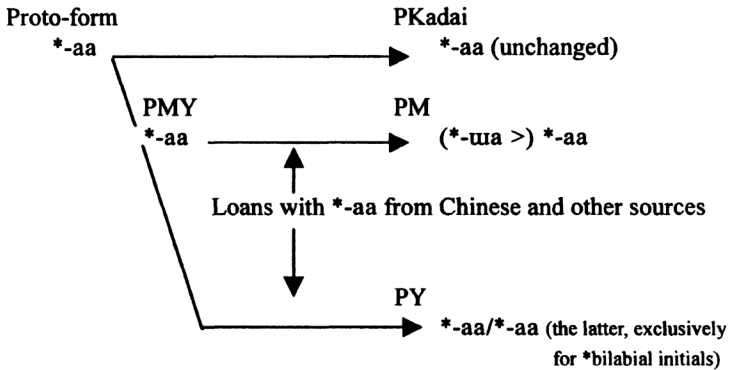 Proto-form PKadai
*-aa *-aa (unchanged)
PMY PM
*-aa (*-ɯa >) *-aa
Loans with *-aa from Chinese and other sources
PY
*-aa/*-aa (the latter, exclusively
for *bilabial initials)